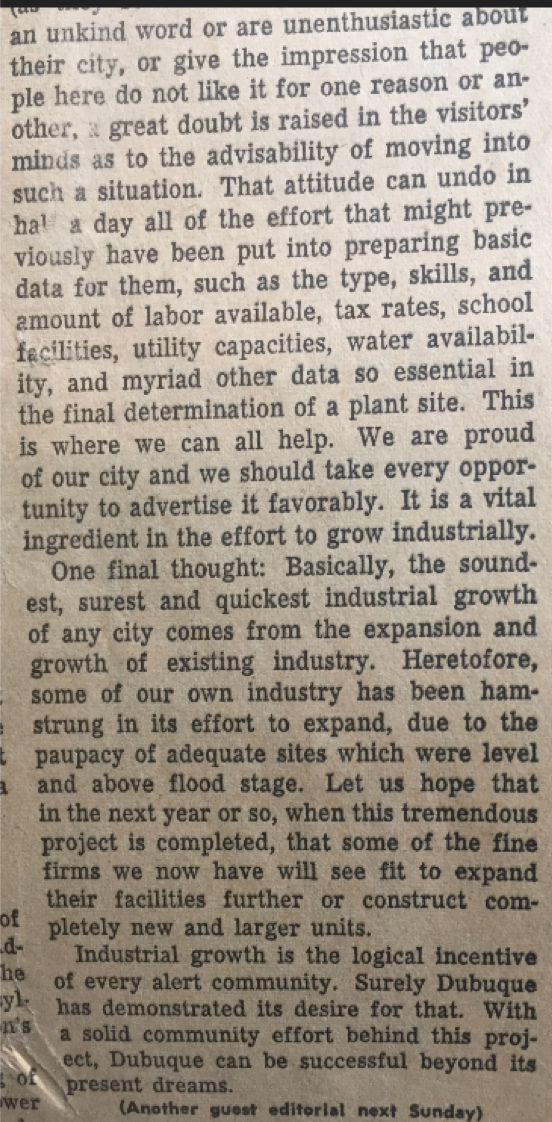 an unkind word or are unenthusiastic about
their city, or give the impression that peo-
ple here do not like it for one reason or an-
other, a great doubt is raised in the visitors'
minds as to the advisability of moving into
such a situation. That attitude can undo in
hal a day all of the effort that might pre-
viously have been put into preparing basic
data for them, such as the type, skills, and
amount of labor available, tax rates, school
facilities, utility capacities, water availabil-
ity, and myriad other data so essential in
the final determination of a plant site. This
is where we can all help. We are proud
of our city and we should take every oppor-
tunity to advertise it favorably. It is a vital
ingredient in the effort to grow industrially.
One final thought: Basically, the sound-
est, surest and quickest industrial growth
of any city comes from the expansion and
growth of existing industry. Heretofore,
some of our own industry has been ham-
strung in its effort to expand, due to the
paupacy of adequate sites which were level
and above flood stage. Let us hope that
in the next year or so, when this tremendous
project is completed, that some of the fine
firms we now have will see fit to expand
their facilities further or construct com-
pletely new and larger units.
Industrial growth is the logical incentive
of every alert community. Surely Dubuque
has demonstrated its desire for that. With
a solid community effort behind this proj-
ect, Dubuque can be successful beyond its
present dreams.
(Another guest editorial next Sunday)